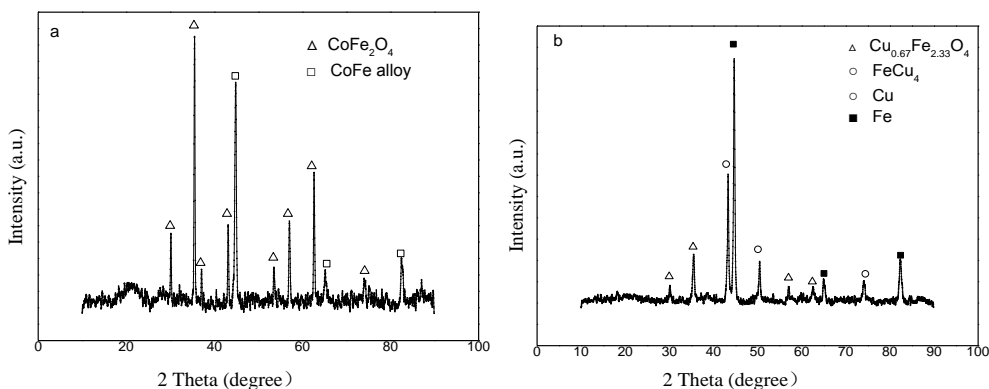 a
△ CoFe₂O₄
□ CoFe alloy
Intensity (a.u.)
0 20 40 60 80 100
2 Theta (degree）
b
△ Cu₀.₆₇Fe₂.₃₃O₄
○ FeCu₄
○ Cu
■ Fe
Intensity (a.u.)
0 10 20 30 40 50 60 70 80 90 100
2 Theta (degree）